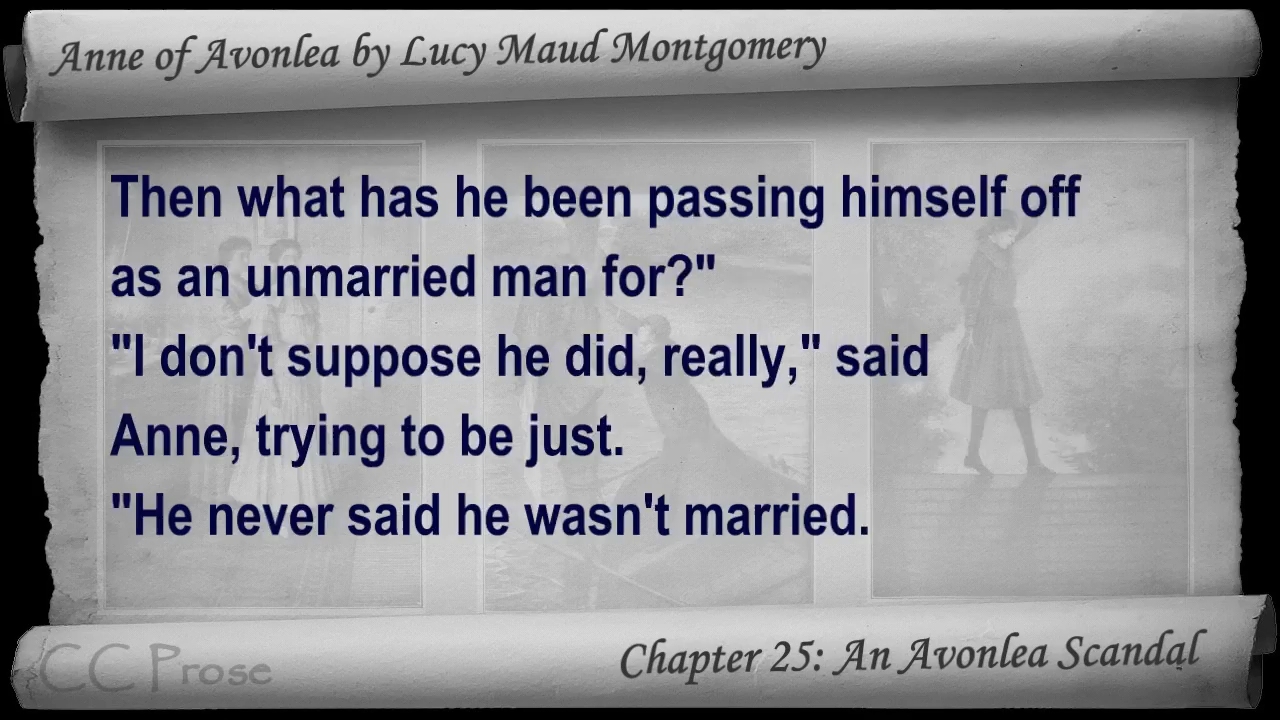 Anne of Avonlea by Lucy Maud Montgomery
Then what has he been passing himself off
as an unmarried man for?"
"I don't suppose he did, really," said
Anne, trying to be just.
"He never said he wasn't married.
CC Prose
Chapter 25: An Avonlea Scandal